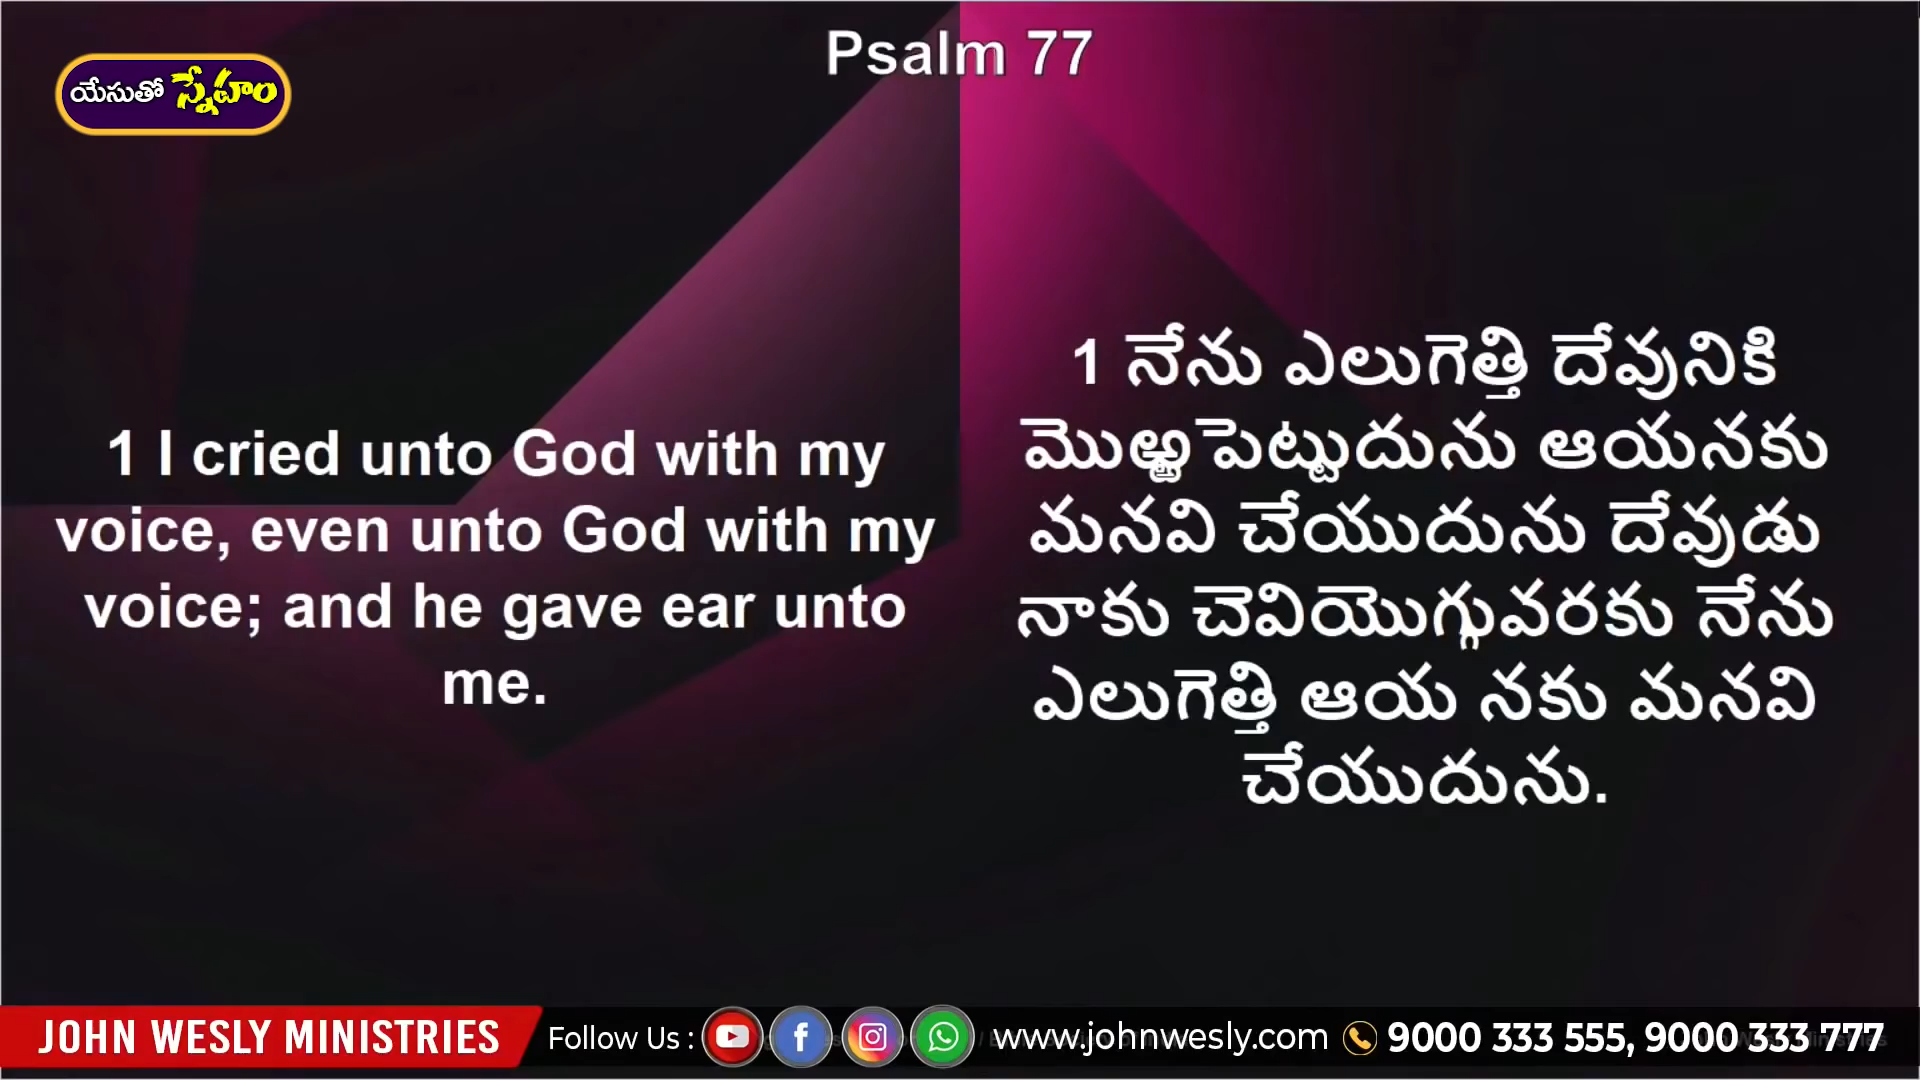 Psalm 77
యేసుతో స్నేహం
1 I cried unto God with my
voice, even unto God with my
voice; and he gave ear unto
me.
1 నేను ఎలుగెత్తి దేవునికి
మొఱ్ఱపెట్టుదును ఆయనకు
మనవి చేయుదును దేవుడు
నాకు చెవియొగ్గువరకు నేను
ఎలుగెత్తి ఆయ నకు మనవి
చేయుదును.
JOHN WESLY MINISTRIES
Follow Us :
www.johnwesly.com
9000 333 555, 9000 333 777